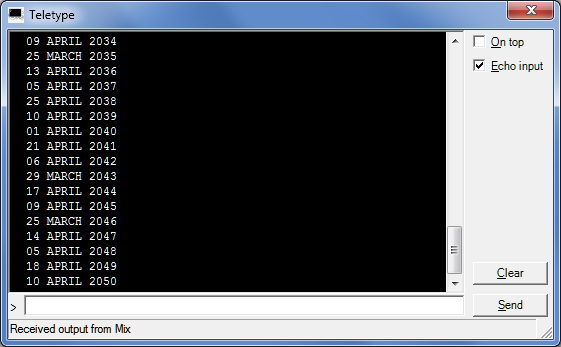 Teletype
09 APRIL 2034
25 MARCH 2035
13 APRIL 2036
05 APRIL 2037
25 APRIL 2038
10 APRIL 2039
01 APRIL 2040
21 APRIL 2041
06 APRIL 2042
29 MARCH 2043
17 APRIL 2044
09 APRIL 2045
25 MARCH 2046
14 APRIL 2047
05 APRIL 2048
18 APRIL 2049
10 APRIL 2050
On top
Echo input
Clear
>
Send
Received output from Mix